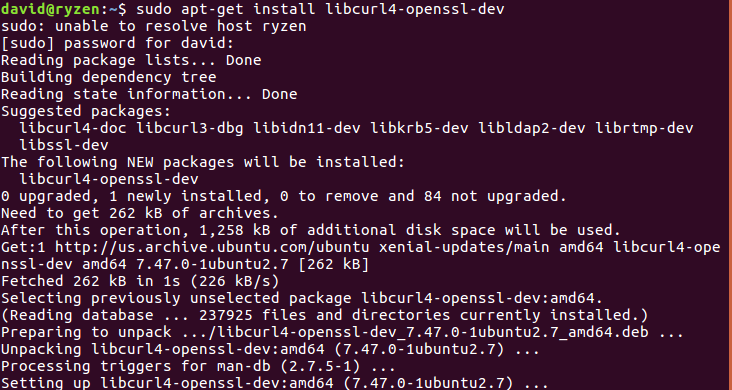 david@ryzen:~$ sudo apt-get install libcurl4-openssl-dev
sudo: unable to resolve host ryzen
[sudo] password for david:
Reading package lists... Done
Building dependency tree
Reading state information... Done
Suggested packages:
  libcurl4-doc libcurl3-dbg libidn11-dev libkrb5-dev libldap2-dev librtmp-dev
  libssl-dev
The following NEW packages will be installed:
  libcurl4-openssl-dev
0 upgraded, 1 newly installed, 0 to remove and 84 not upgraded.
Need to get 262 kB of archives.
After this operation, 1,258 kB of additional disk space will be used.
Get:1 http://us.archive.ubuntu.com/ubuntu xenial-updates/main amd64 libcurl4-ope
nssl-dev amd64 7.47.0-1ubuntu2.7 [262 kB]
Fetched 262 kB in 1s (226 kB/s)
Selecting previously unselected package libcurl4-openssl-dev:amd64.
(Reading database ... 237925 files and directories currently installed.)
Preparing to unpack .../libcurl4-openssl-dev_7.47.0-1ubuntu2.7_amd64.deb ...
Unpacking libcurl4-openssl-dev:amd64 (7.47.0-1ubuntu2.7) ...
Processing triggers for man-db (2.7.5-1) ...
Setting up libcurl4-openssl-dev:amd64 (7.47.0-1ubuntu2.7) ...